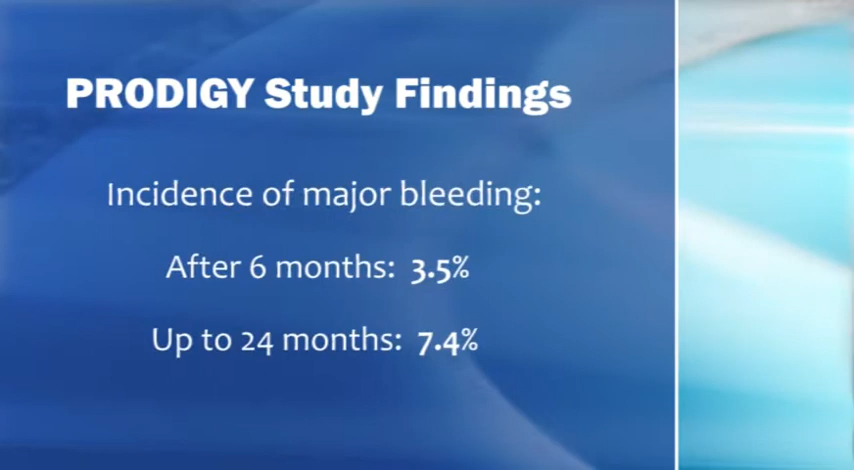 PRODIGY Study Findings
Incidence of major bleeding:
After 6 months: 3.5%
Up to 24 months: 7.4%